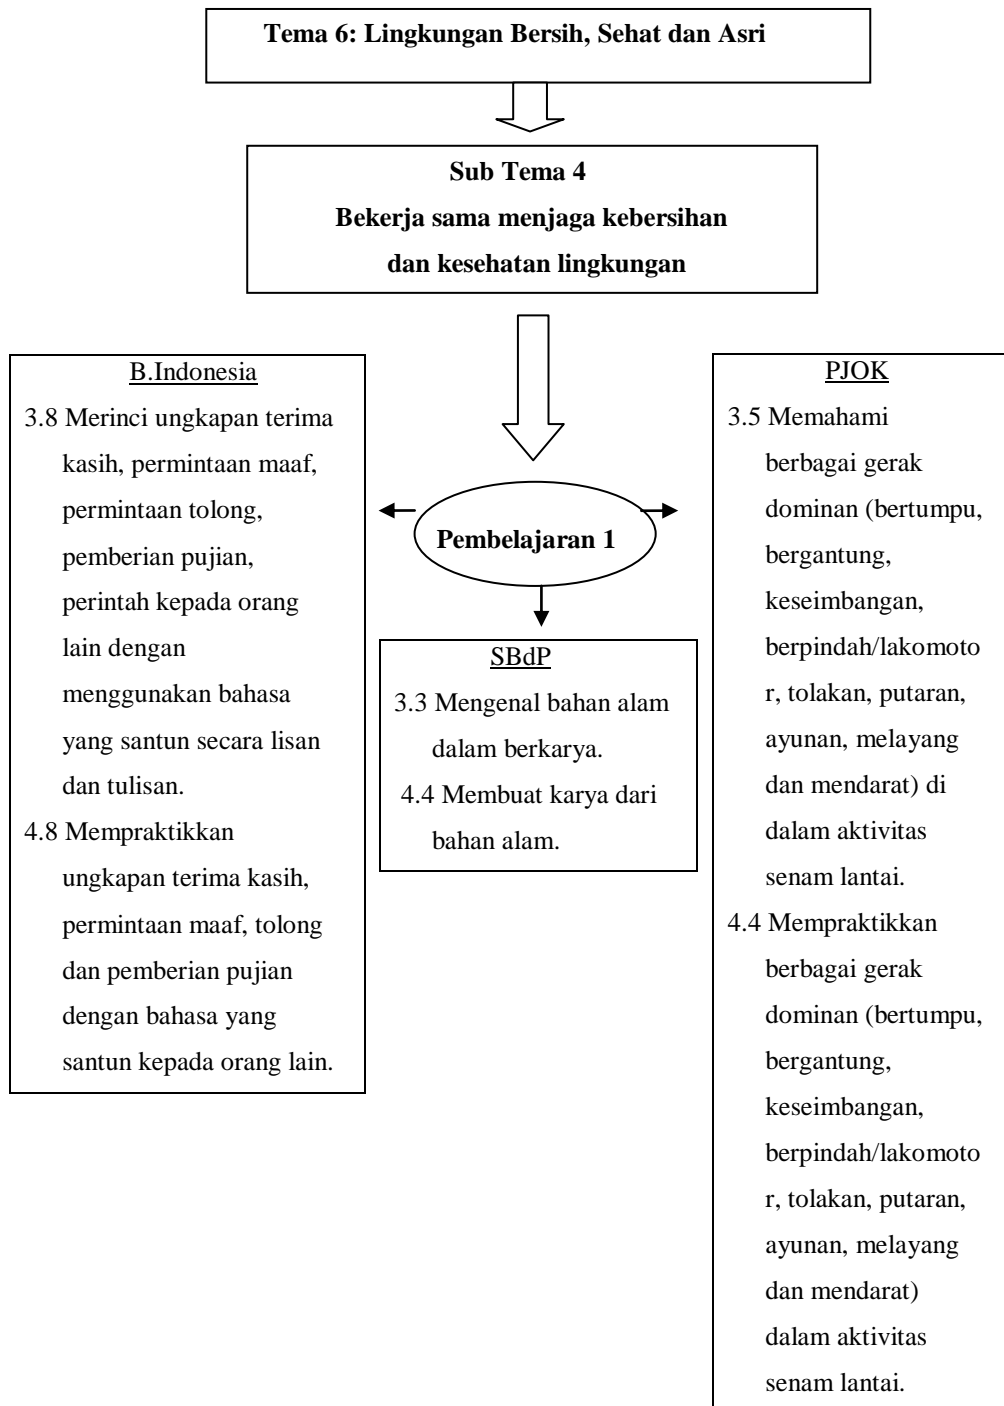 Tema 6: Lingkungan Bersih, Sehat dan Asri
Sub Tema 4
Bekerja sama menjaga kebersihan
dan kesehatan lingkungan
B.Indonesia
3.8 Merinci ungkapan terima
kasih, permintaan maaf,
permintaan tolong,
pemberian pujian,
perintah kepada orang
lain dengan
menggunakan bahasa
yang santun secara lisan
dan tulisan.
4.8 Mempraktikkan
ungkapan terima kasih,
permintaan maaf, tolong
dan pemberian pujian
dengan bahasa yang
santun kepada orang lain.
Pembelajaran 1
SBdP
3.3 Mengenal bahan alam
dalam berkarya.
4.4 Membuat karya dari
bahan alam.
PJOK
3.5 Memahami
berbagai gerak
dominan (bertumpu,
bergantung,
keseimbangan,
berpindah/lakomoto
r, tolakan, putaran,
ayunan, melayang
dan mendarat) di
dalam aktivitas
senam lantai.
4.4 Mempraktikkan
berbagai gerak
dominan (bertumpu,
bergantung,
keseimbangan,
berpindah/lakomoto
r, tolakan, putaran,
ayunan, melayang
dan mendarat)
dalam aktivitas
senam lantai.